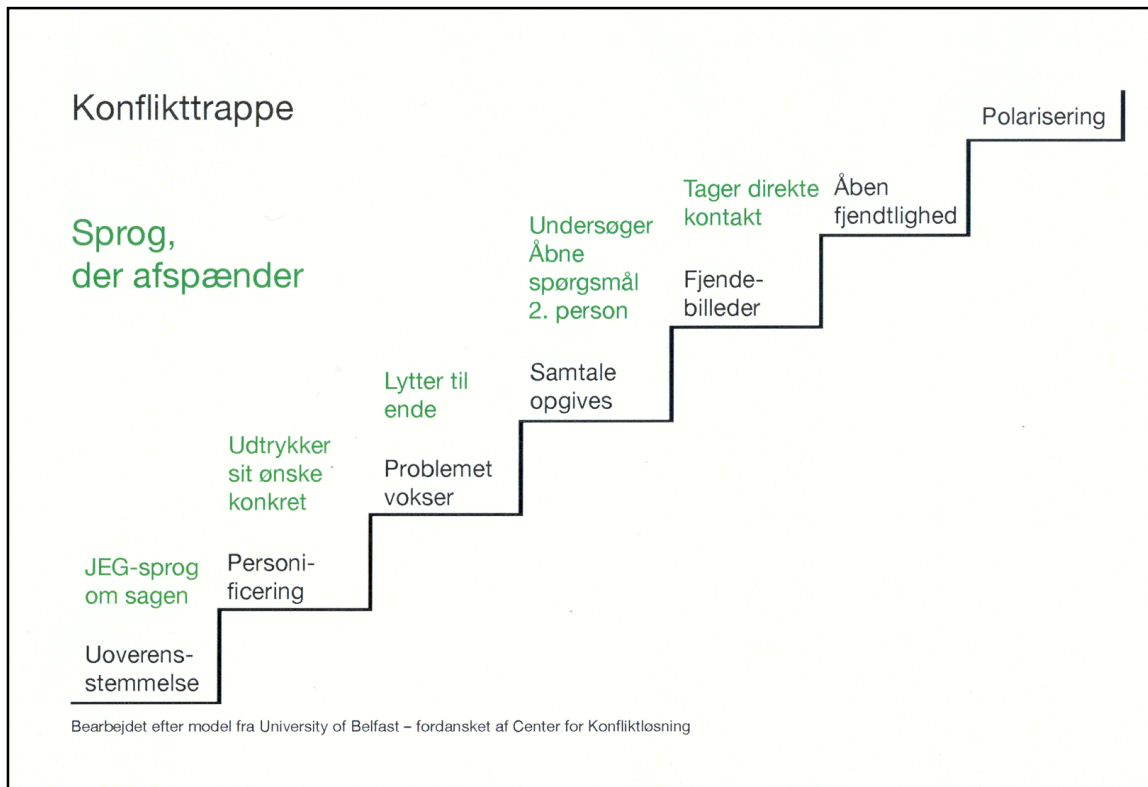 Konflikttrappe
Sprog,
der afspænder
Polarisering
Tager direkte
kontakt
Åben
fjendtlighed
Undersøger
Åbne
spørgsmål
2. person
Fjende-
billeder
Lytter til
ende
Samtale
opgives
Udtrykker
sit ønske
konkret
Problemet
vokser
JEG-sprog
om sagen
Personi-
ficering
Uoverens-
stemmelse
Bearbejdet efter model fra University of Belfast – fordansket af Center for Konfliktløsning